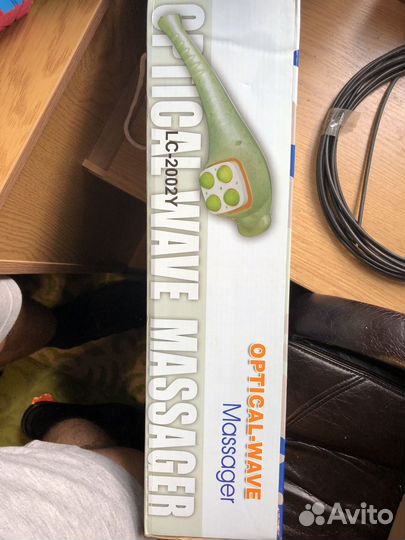 OPTICAL WAVE MASSAGER
LC-2002Y
OPTICAL-WAVE
Massager
Avito